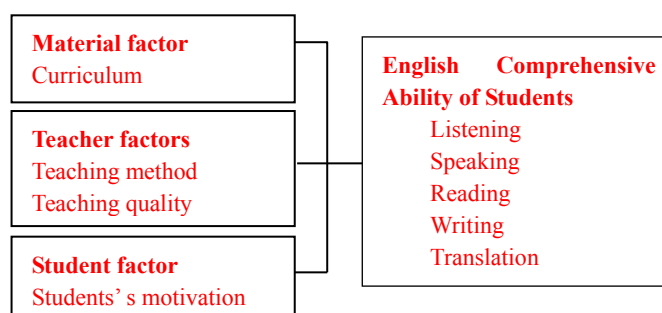 Material factor
Curriculum
Teacher factors
Teaching method
Teaching quality
Student factor
Students’ s motivation
English Comprehensive
Ability of Students
Listening
Speaking
Reading
Writing
Translation